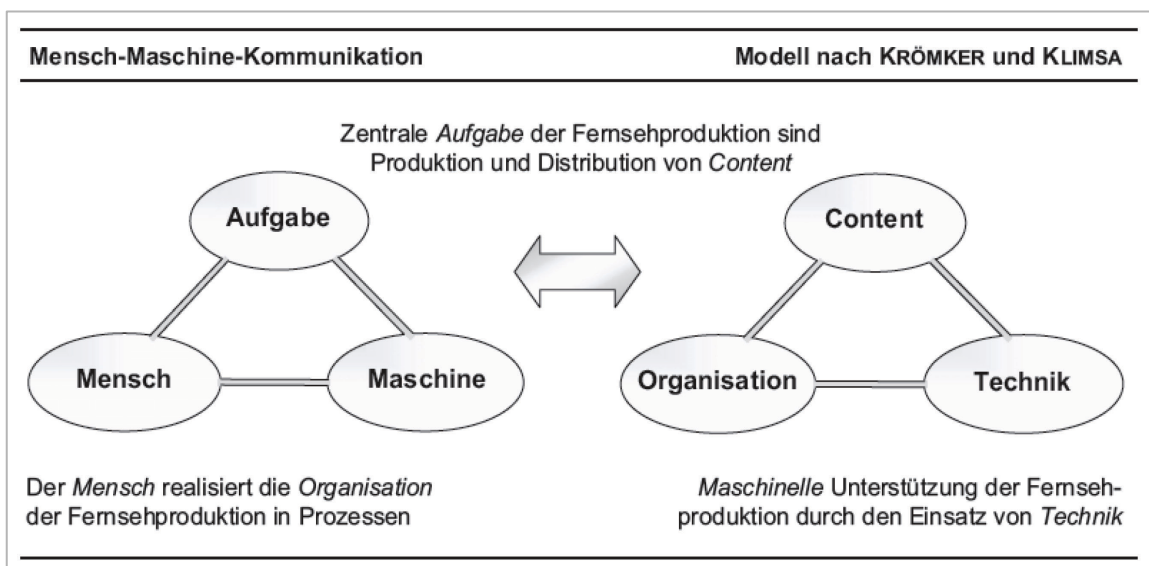 Mensch-Maschine-Kommunikation
Modell nach KRÖMKER und KLIMSA
Zentrale Aufgabe der Fernsehproduktion sind
Produktion und Distribution von Content
Aufgabe
Mensch
Maschine
Content
Organisation
Technik
Der Mensch realisiert die Organisation
der Fernsehproduktion in Prozessen
Maschinelle Unterstützung der Fernseh-
produktion durch den Einsatz von Technik